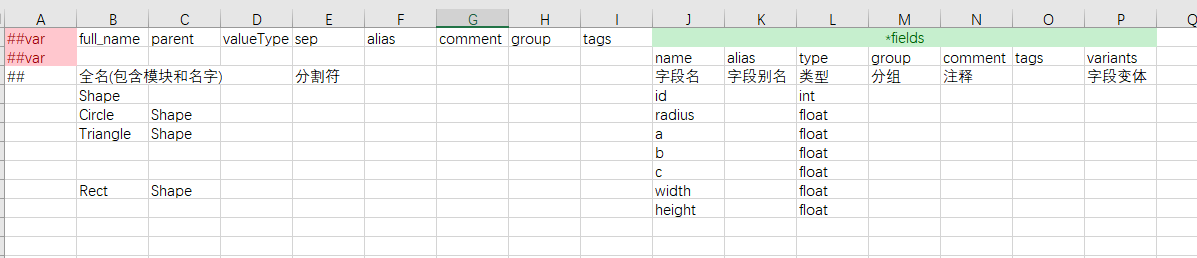 A B C D E F G H I J K L M N O P Q
##var full_name parent valueType sep alias comment group tags *fields
##var name alias type group comment tags variants
## 全名(包含模块和名字) 分割符 字段名 字段别名 类型 分组 注释 字段变体
Shape id int
Circle Shape radius float
Triangle Shape a float
b float
c float
Rect Shape width float
height float